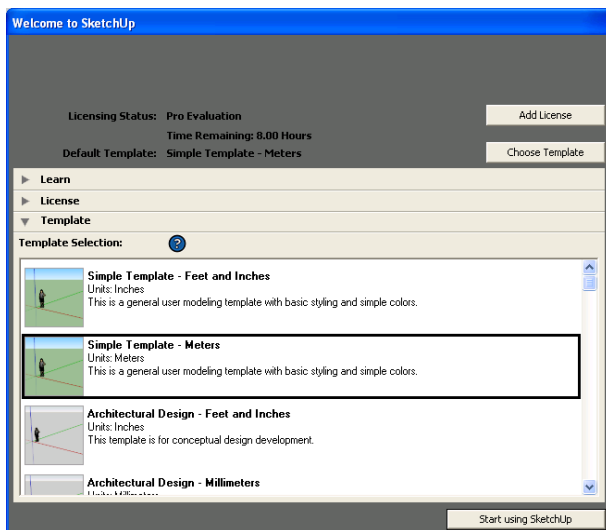 Welcome to SketchUp
Licensing Status: Pro Evaluation
Add License
Time Remaining: 8.00 Hours
Default Template: Simple Template - Meters
Choose Template
Learn
License
Template
Template Selection: ?
Simple Template - Feet and Inches
Units: Inches
This is a general user modeling template with basic styling and simple colors.
Simple Template - Meters
Units: Meters
This is a general user modeling template with basic styling and simple colors.
Architectural Design - Feet and Inches
Units: Inches
This template is for conceptual design development.
Architectural Design - Millimeters
Units: Millimeters
Start using SketchUp